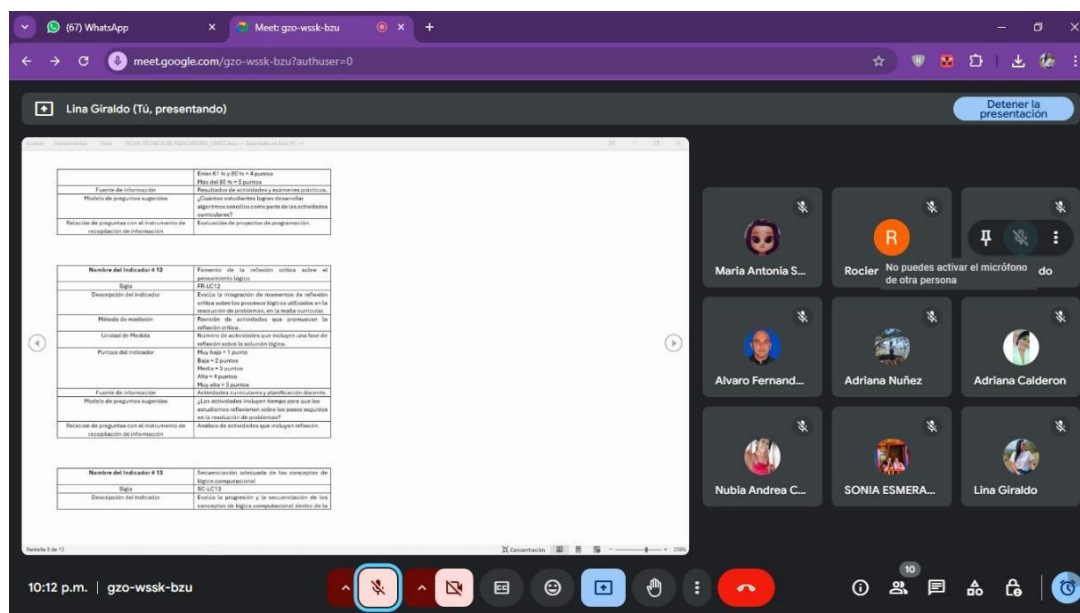 (67) WhatsApp
Meet: gzo-wssk-bzu
meet.google.com/gzo-wssk-bzu?authuser=0
Lina Giraldo (Tú, presentando)
Detener la
presentación
Entre 61 % y 80 % = 4 puntos
Más del 80 % = 5 puntos
Fuente de información
Resultados de actividades y exámenes prácticos.
Modelo de preguntas sugeridas
¿Cuántos estudiantes logran desarrollar
algoritmos sencillos como parte de las actividades
curriculares?
Relación de preguntas con el instrumento de
recopilación de información
Evaluación de proyectos de programación.
Nombre del Indicador # 12
Fomento de la reflexión crítica sobre el
pensamiento lógico
Sigla
FR-LC12
Descripción del indicador
Evalúa la integración de momentos de reflexión
crítica sobre los procesos lógicos utilizados en la
resolución de problemas, en la malla curricular.
Método de medición
Revisión de actividades que promuevan la
reflexión crítica.
Unidad de Medida
Número de actividades que incluyen una fase de
reflexión sobre la solución lógica.
Puntaje del indicador
Muy baja = 1 punto
Baja = 2 puntos
Media = 3 puntos
Alta = 4 puntos
Muy alta = 5 puntos
Fuente de información
Actividades curriculares y planificación docente.
Modelo de preguntas sugeridas
¿Las actividades incluyen tiempo para que los
estudiantes reflexionen sobre los pasos seguidos
en la resolución de problemas?
Relación de preguntas con el instrumento de
recopilación de información
Análisis de actividades que incluyen reflexión.
Nombre del Indicador # 13
Secuenciación adecuada de los conceptos de
lógica computacional
Sigla
SC-LC13
Descripción del indicador
Evalúa la progresión y la secuenciación de los
conceptos de lógica computacional dentro de la
Pantalla 8 de 13
Concentración
Maria Antonia S...
R
Rocier
No puedes activar el micrófono
de otra persona
do
Alvaro Fernand...
Adriana Nuñez
Adriana Calderon
Nubia Andrea C...
SONIA ESMERA...
Lina Giraldo
10:12 p.m. | gzo-wssk-bzu
10